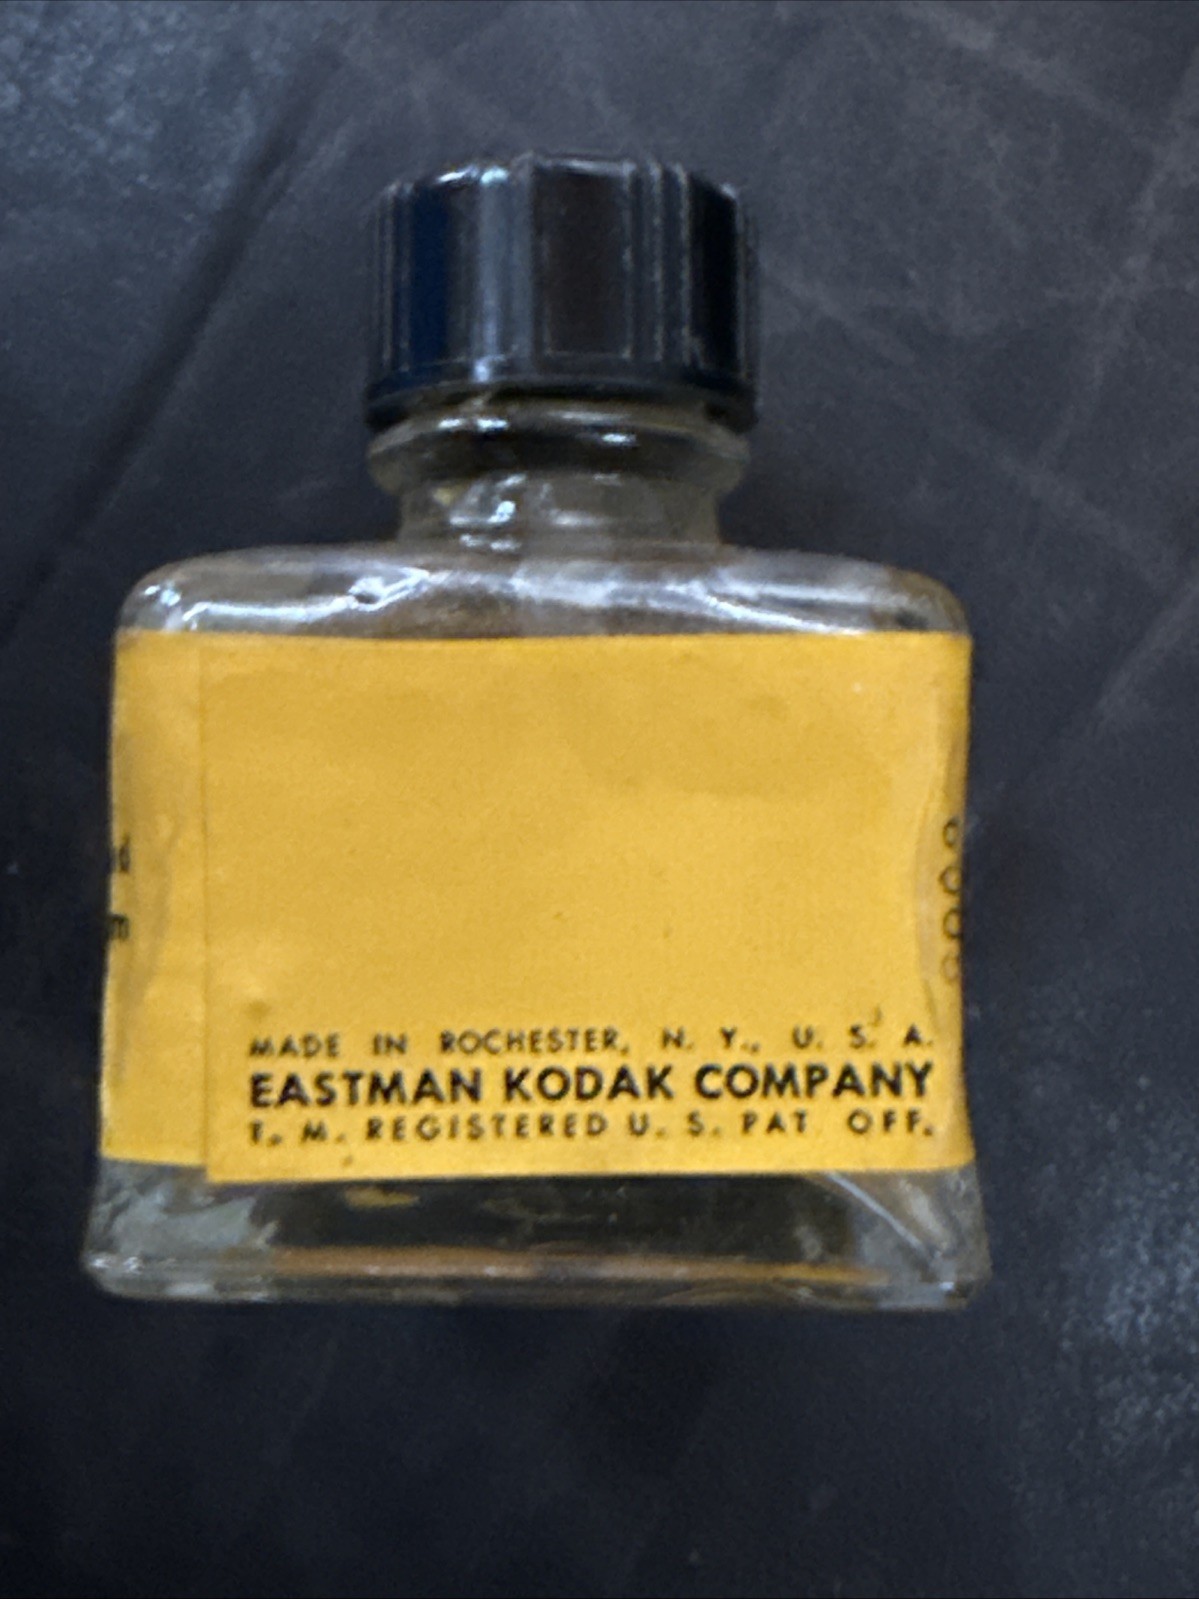 MADE IN ROCHESTER, N. Y., U. S. A.
EASTMAN KODAK COMPANY
T. M. REGISTERED U. S. PAT. OFF.